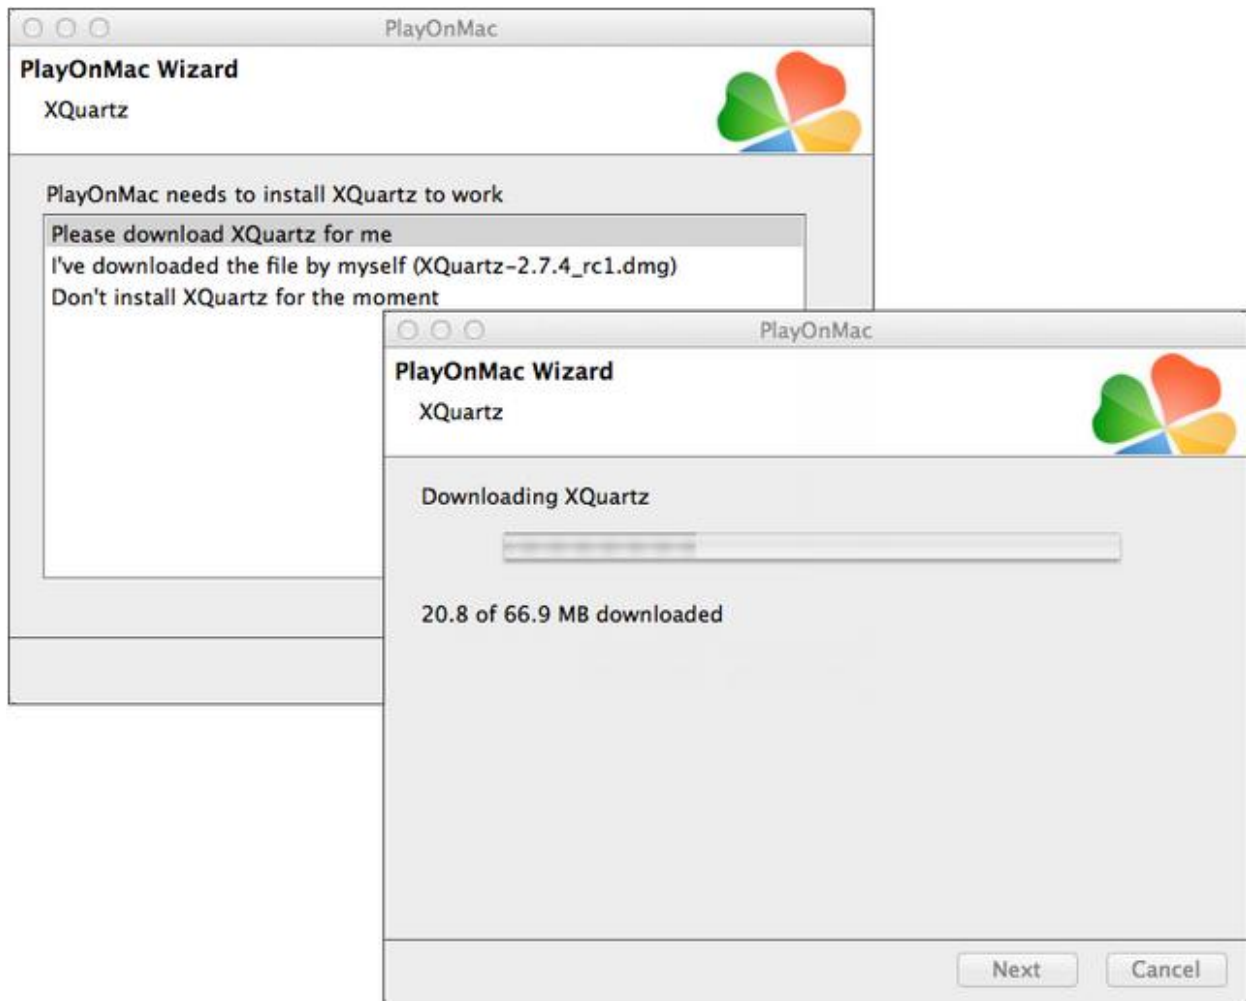 PlayOnMac
PlayOnMac Wizard
XQuartz
PlayOnMac needs to install XQuartz to work
Please download XQuartz for me
I've downloaded the file by myself (XQuartz-2.7.4_rc1.dmg)
Don't install XQuartz for the moment
PlayOnMac
PlayOnMac Wizard
XQuartz
Downloading XQuartz
20.8 of 66.9 MB downloaded
Next Cancel